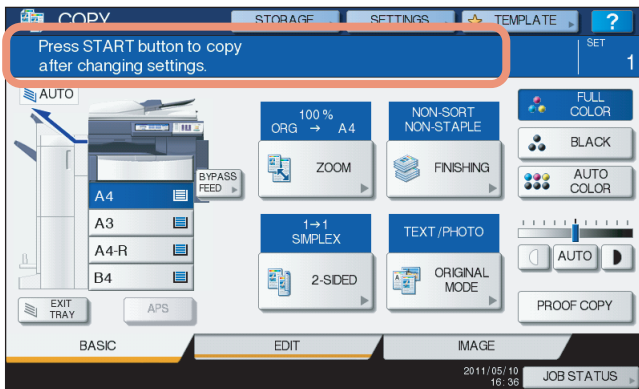 COPY
STORAGE
SETTINGS
TEMPLATE
?
Press START button to copy
after changing settings.
SET
1
AUTO
100 %
ORG → A4
ZOOM
NON-SORT
NON-STAPLE
FINISHING
FULL
COLOR
BLACK
AUTO
COLOR
BYPASS
FEED
A4
A3
A4-R
B4
1→1
SIMPLEX
2-SIDED
TEXT/PHOTO
ORIGINAL
MODE
AUTO
EXIT
TRAY
APS
PROOF COPY
BASIC
EDIT
IMAGE
2011/05/10
16:36
JOB STATUS